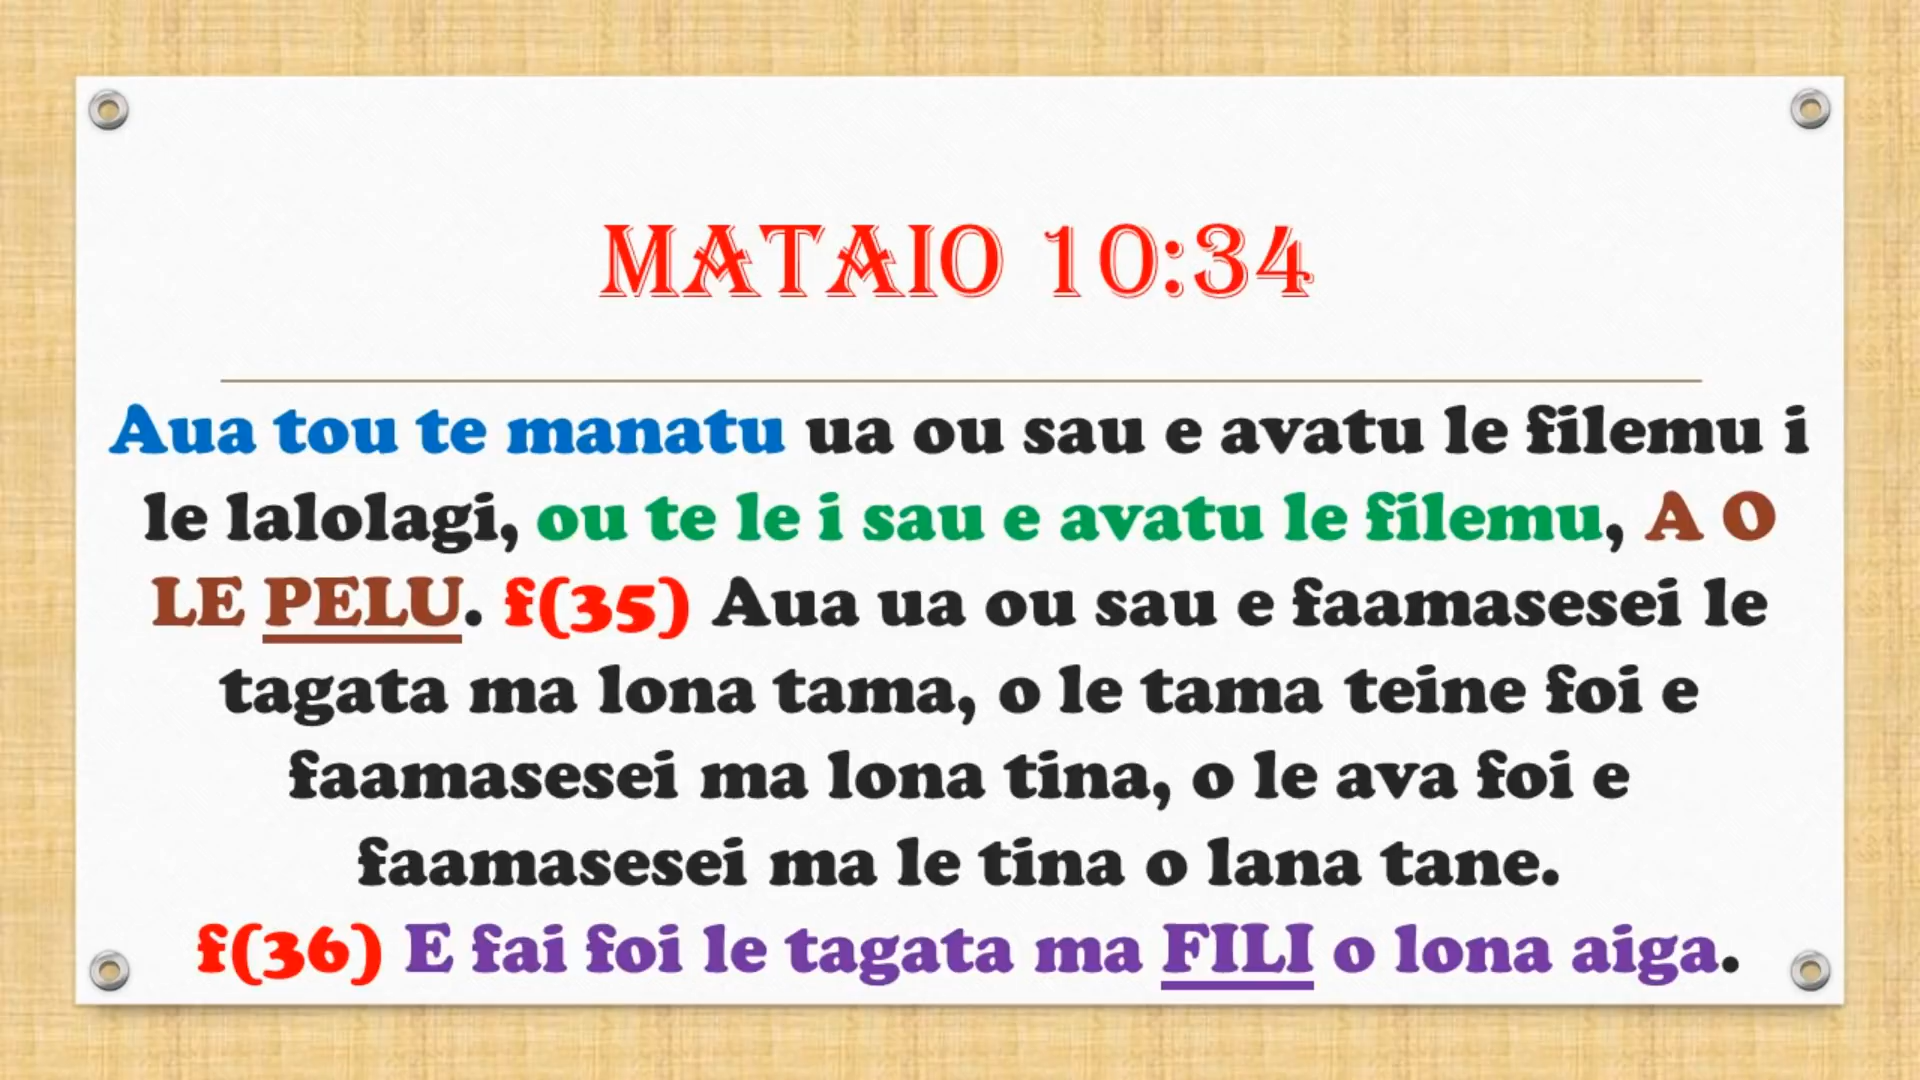 MATAIO 10:34
Aua tou te manatu ua ou sau e avatu le filemu i
le lalolagi, ou te le i sau e avatu le filemu, A O
LE PELU. f(35) Aua ua ou sau e faamasesei le
tagata ma lona tama, o le tama teine foi e
faamasesei ma lona tina, o le ava foi e
faamasesei ma le tina o lana tane.
f(36) E fai foi le tagata ma FILI o lona aiga.